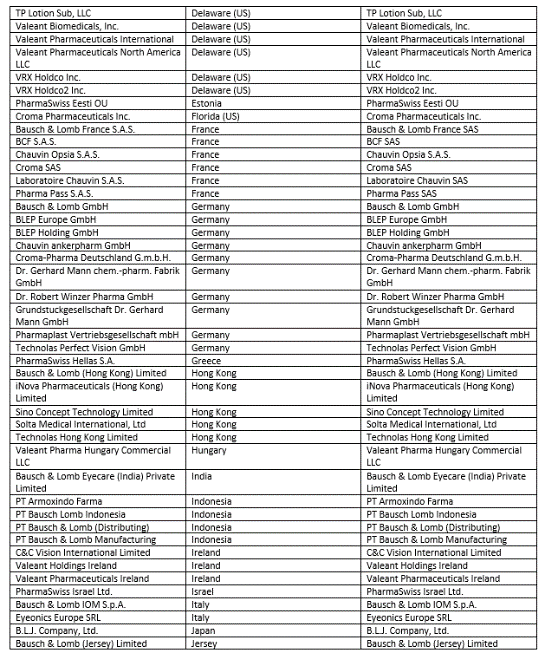 TP Lotion Sub, LLC Delaware (US) TP Lotion Sub, LLC
Valeant Biomedicals, Inc. Delaware (US) Valeant Biomedicals, Inc.
Valeant Pharmaceuticals International Delaware (US) Valeant Pharmaceuticals International
Valeant Pharmaceuticals North America Delaware (US) Valeant Pharmaceuticals North America
LLC LLC
VRX Holdco Inc. Delaware (US) VRX Holdco Inc.
VRX Holdco2 Inc. Delaware (US) VRX Holdco2 Inc.
PharmaSwiss Eesti OU Estonia PharmaSwiss Eesti OU
Croma Pharmaceuticals Inc. Florida (US) Croma Pharmaceuticals Inc.
Bausch & Lomb France S.A.S. France Bausch & Lomb France SAS
BCF S.A.S. France BCF SAS
Chauvin Opsia S.A.S. France Chauvin Opsia S.A.S.
Croma SAS France Croma SAS
Laboratoire Chauvin S.A.S. France Laboratoire Chauvin SAS
Pharma Pass S.A.S. France Pharma Pass SAS
Bausch & Lomb GmbH Germany Bausch & Lomb GmbH
BLEP Europe GmbH Germany BLEP Europe GmbH
BLEP Holding GmbH Germany BLEP Holding GmbH
Chauvin ankerpharm GmbH Germany Chauvin ankerpharm GmbH
Croma-Pharma Deutschland G.m.b.H. Germany Croma-Pharma Deutschland G.m.b.H.
Dr. Gerhard Mann chem.-pharm. Fabrik Germany Dr. Gerhard Mann chem.-pharm. Fabrik
GmbH GmbH
Dr. Robert Winzer Pharma GmbH Germany Dr. Robert Winzer Pharma GmbH
Grundstuckgesellschaft Dr. Gerhard Germany Grundstuckgesellschaft Dr. Gerhard
Mann GmbH Mann GmbH
Pharmaplast Vertriebsgesellschaft mbH Germany Pharmaplast Vertriebsgesellschaft mbH
Technolas Perfect Vision GmbH Germany Technolas Perfect Vision GmbH
PharmaSwiss Hellas S.A. Greece PharmaSwiss Hellas S.A.
Bausch & Lomb (Hong Kong) Limited Hong Kong Bausch & Lomb (Hong Kong) Limited
iNova Pharmaceuticals (Hong Kong) Hong Kong iNova Pharmaceuticals (Hong Kong)
Limited Limited
Sino Concept Technology Limited Hong Kong Sino Concept Technology Limited
Solta Medical International, Ltd Hong Kong Solta Medical International, Ltd
Technolas Hong Kong Limited Hong Kong Technolas Hong Kong Limited
Valeant Pharma Hungary Commercial Hungary Valeant Pharma Hungary Commercial
LLC LLC
Bausch & Lomb Eyecare (India) Private India Bausch & Lomb Eyecare (India) Private
Limited Limited
PT Armoxindo Farma Indonesia PT Armoxindo Farma
PT Bausch Lomb Indonesia Indonesia PT Bausch Lomb Indonesia
PT Bausch & Lomb (Distributing) Indonesia PT Bausch & Lomb (Distributing)
PT Bausch & Lomb Manufacturing Indonesia PT Bausch & Lomb Manufacturing
C&C Vision International Limited Ireland C&C Vision International Limited
Valeant Holdings Ireland Ireland Valeant Holdings Ireland
Valeant Pharmaceuticals Ireland Ireland Valeant Pharmaceuticals Ireland
PharmaSwiss Israel Ltd. Israel PharmaSwiss Israel Ltd.
Bausch & Lomb IOM S.p.A. Italy Bausch & Lomb IOM S.p.A.
Eyeonics Europe SRL Italy Eyeonics Europe SRL
B.L.J. Company, Ltd. Japan B.L.J. Company, Ltd.
Bausch & Lomb (Jersey) Limited Jersey Bausch & Lomb (Jersey) Limited